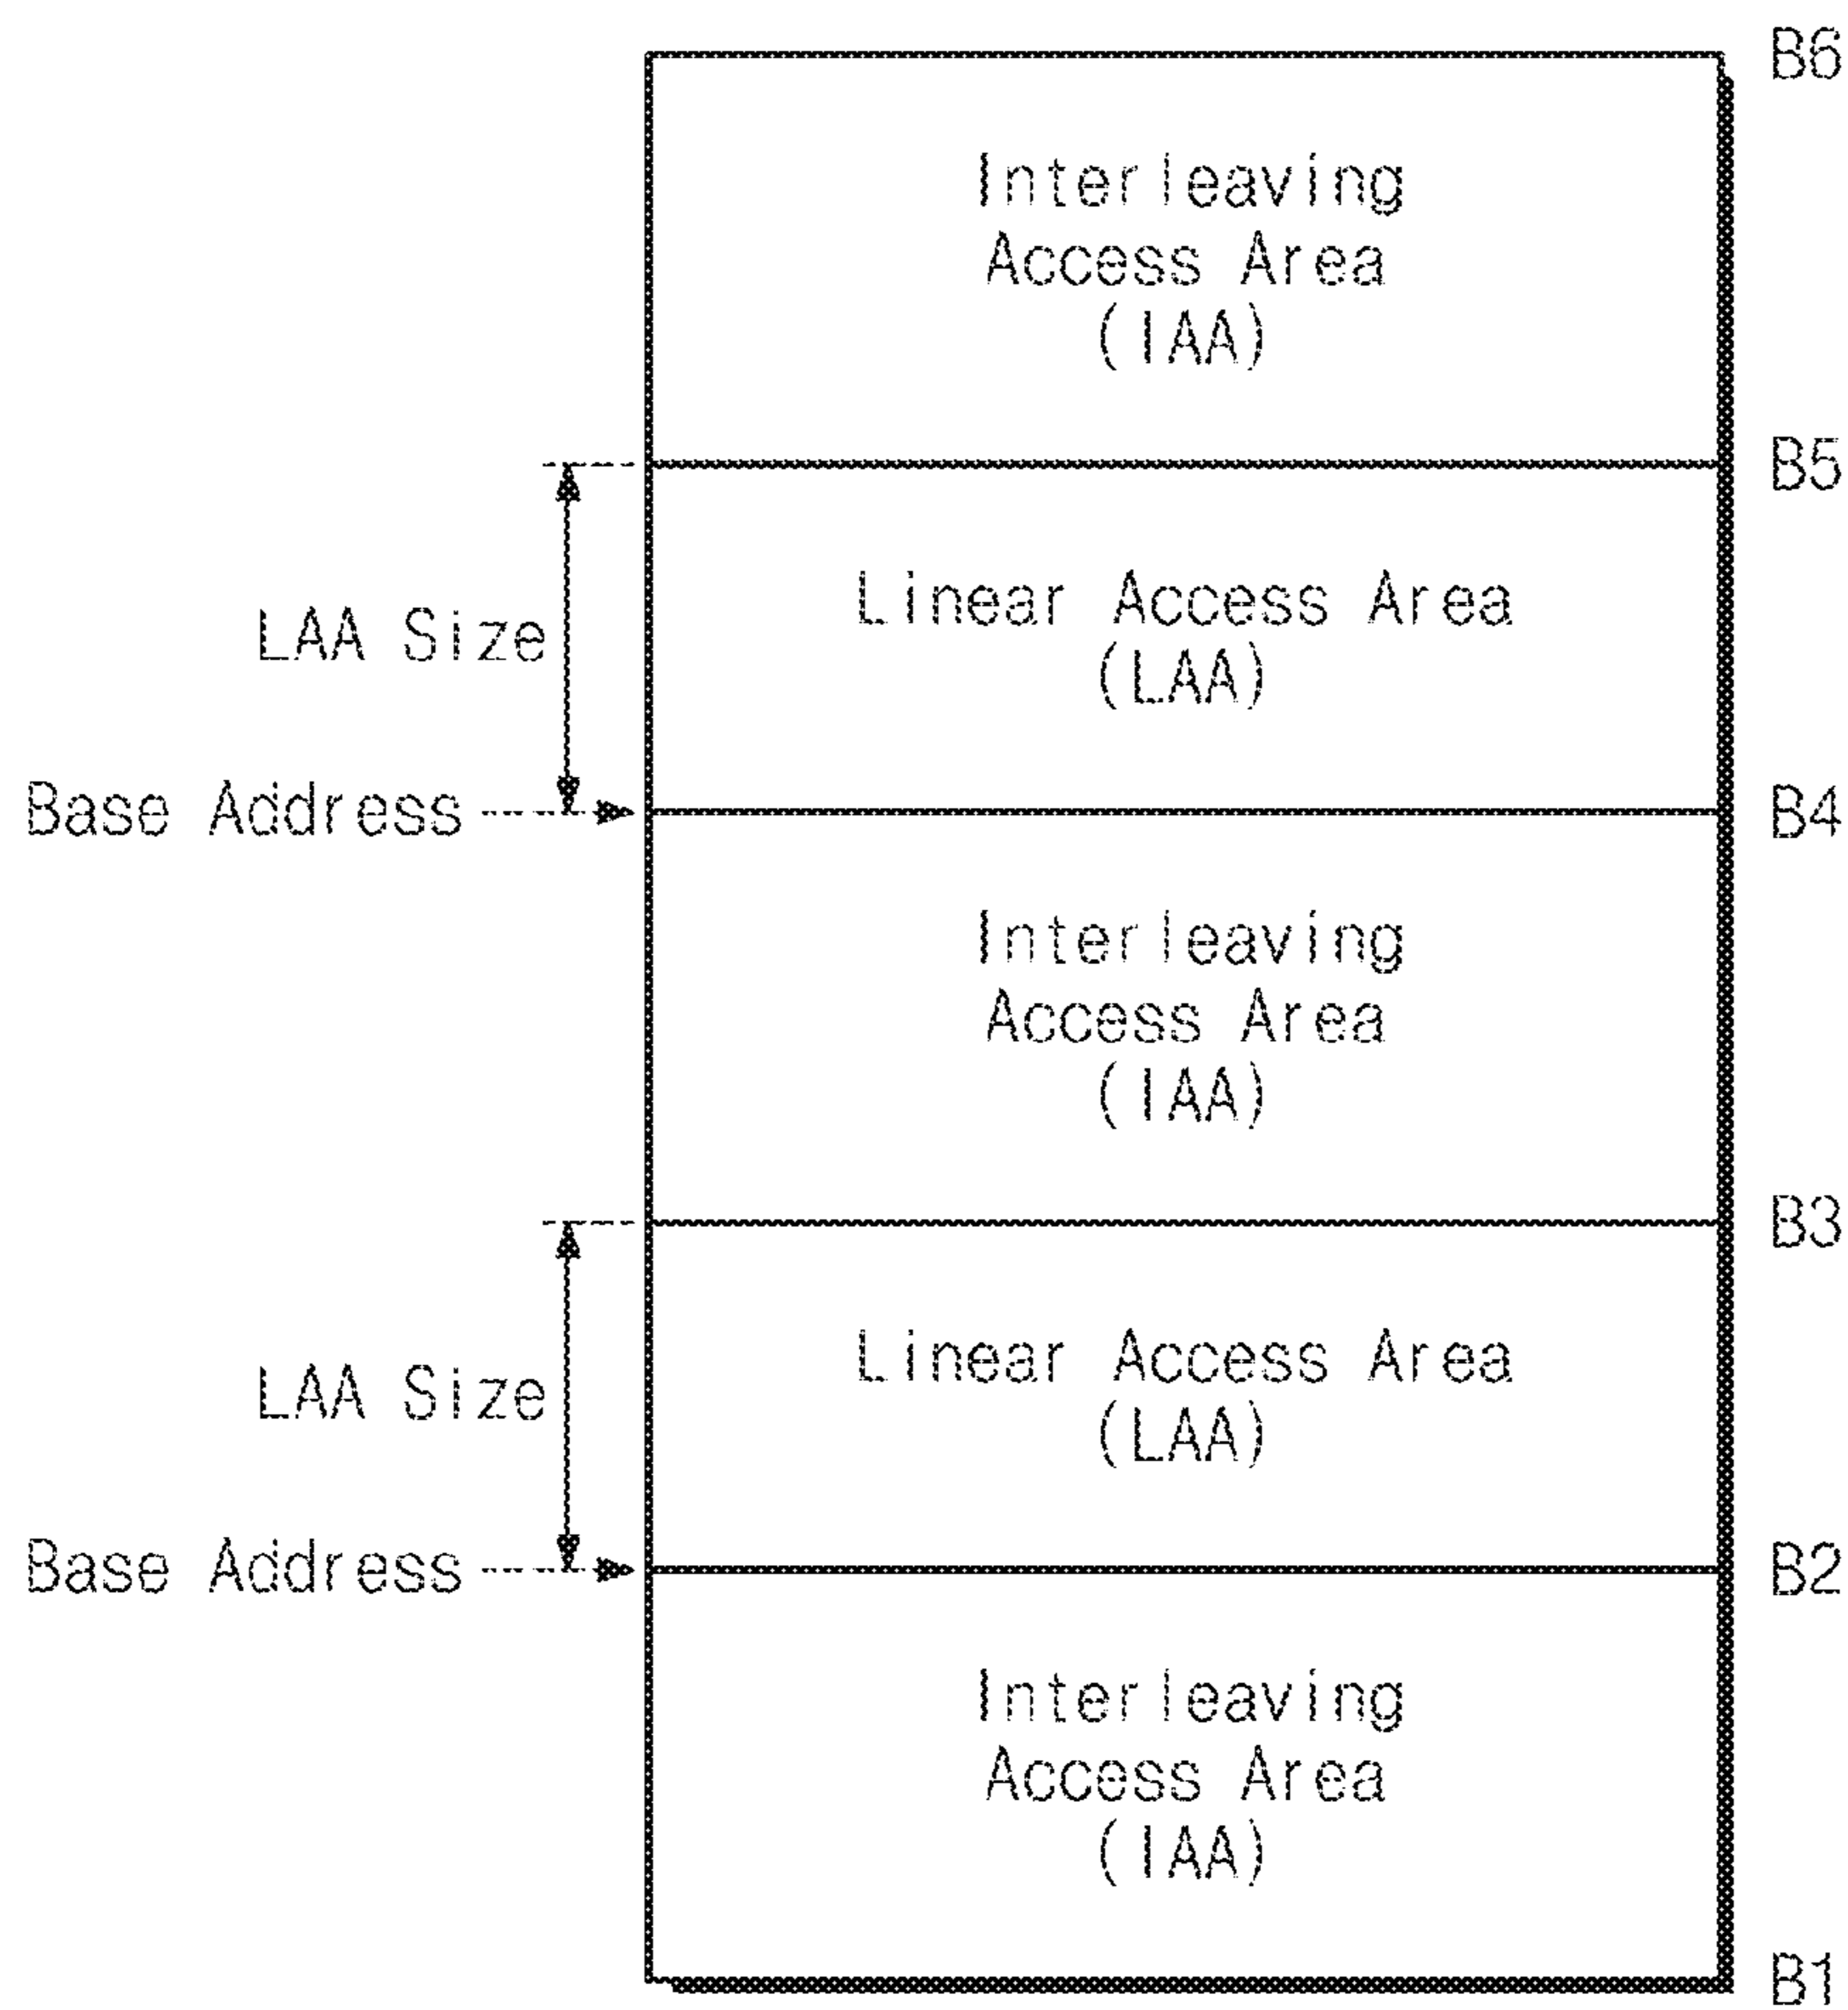 B6
Interleaving
Access Area
(IAA)
B5
Linear Access Area
(LAA)
LAA Size
Base Address
B4
Interleaving
Access Area
(IAA)
B3
Linear Access Area
(LAA)
LAA Size
Base Address
B2
Interleaving
Access Area
(IAA)
B1